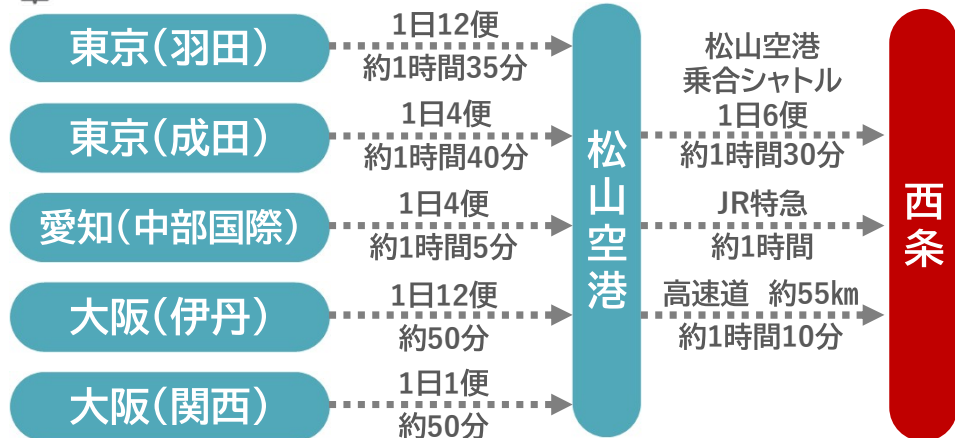 東京(羽田)
1日12便
約1時間35分
東京(成田)
1日4便
約1時間40分
愛知(中部国際)
1日4便
約1時間5分
大阪(伊丹)
1日12便
約50分
大阪(関西)
1日1便
約50分
松山空港
松山空港
乗合シャトル
1日6便
約1時間30分
JR特急
約1時間
高速道 約55km
約1時間10分
西条